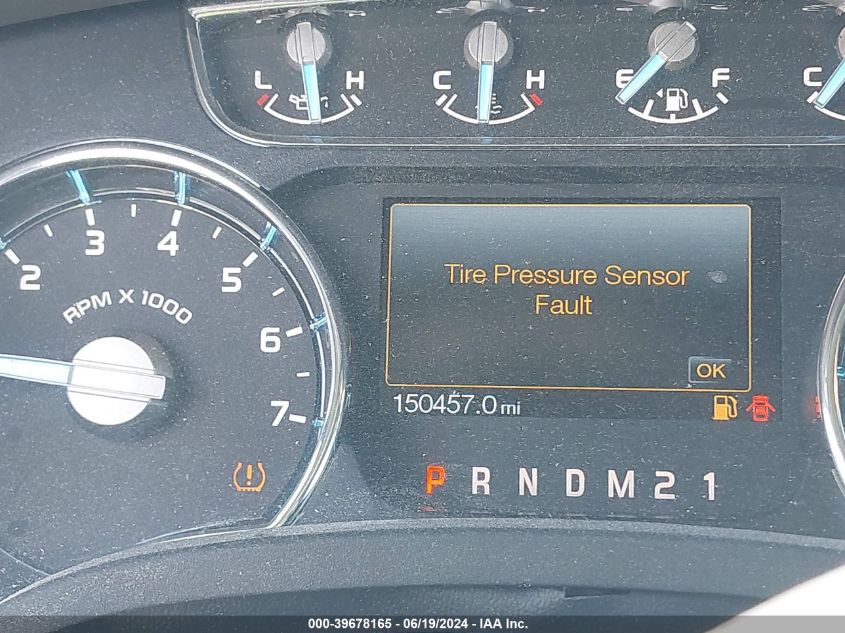 L H C H E F C
2 3 4 5 6 7
RPM X 1000
Tire Pressure Sensor
Fault
OK
150457.0 mi
P R N D M 2 1
000-39678165 - 06/19/2024 - IAA Inc.